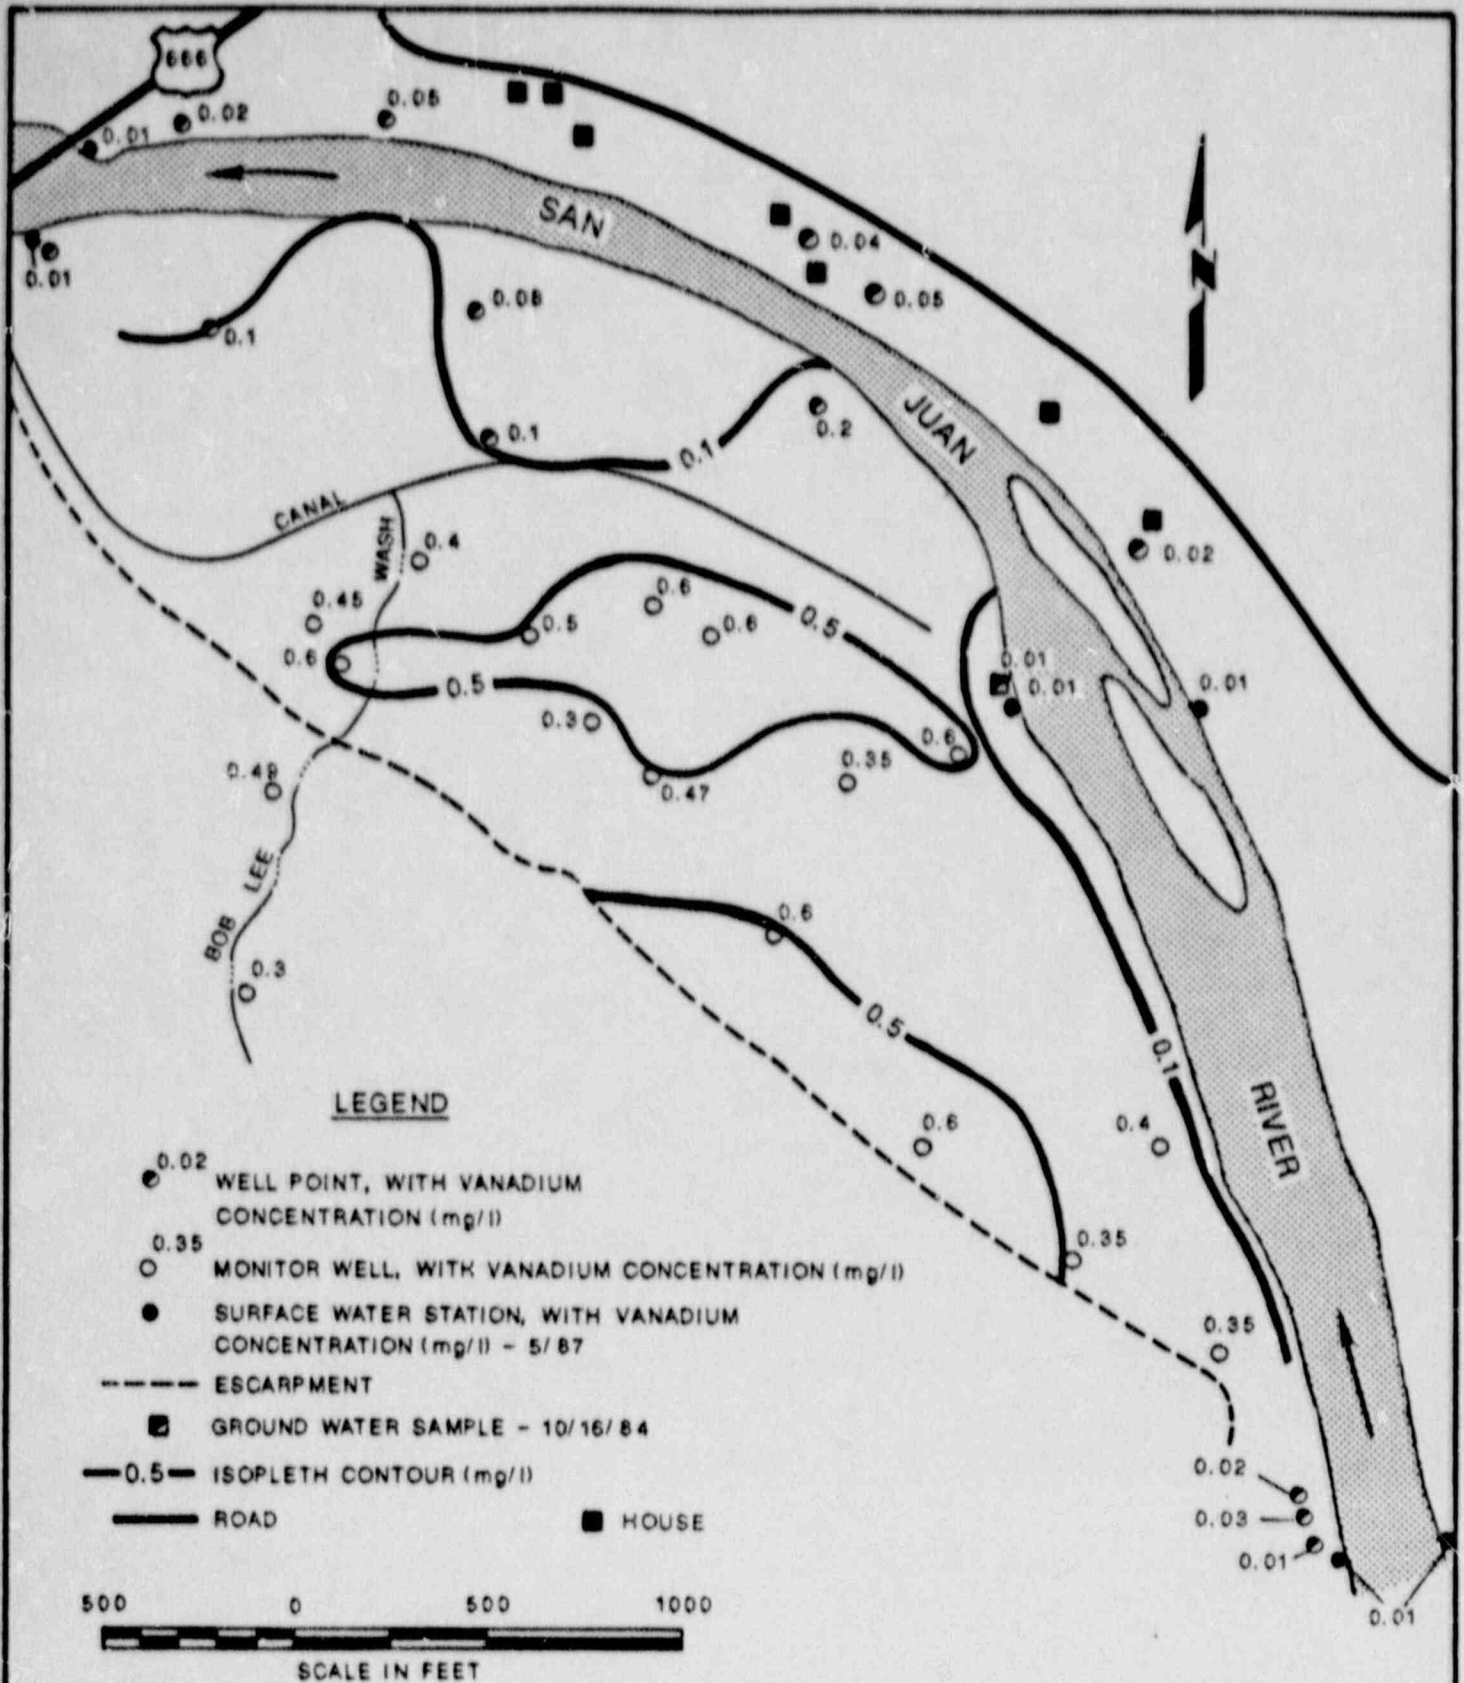 666
0.02
0.05
0.01
SAN
0.04
0.01
0.05
0.08
0.1
JUAN
0.2
0.1
0.1
CANAL
WASH
0.4
0.02
0.45
0.6
0.5
0.6
0.5
0.6
0.01
0.5
0.01
0.01
0.3
0.6
0.35
0.49
0.47
LEE
0.6
BOB
0.3
0.5
0.1
RIVER
0.6
0.4
0.35
0.35
LEGEND
0.02
WELL POINT, WITH VANADIUM
CONCENTRATION (mg/l)
0.35
MONITOR WELL, WITH VANADIUM CONCENTRATION (mg/l)
SURFACE WATER STATION, WITH VANADIUM
CONCENTRATION (mg/l) - 5/87
ESCARPMENT
GROUND WATER SAMPLE - 10/16/84
0.5 ISOPLETH CONTOUR (mg/l)
ROAD
HOUSE
0.02
0.03
0.01
0.01
500 0 500 1000
SCALE IN FEET
N